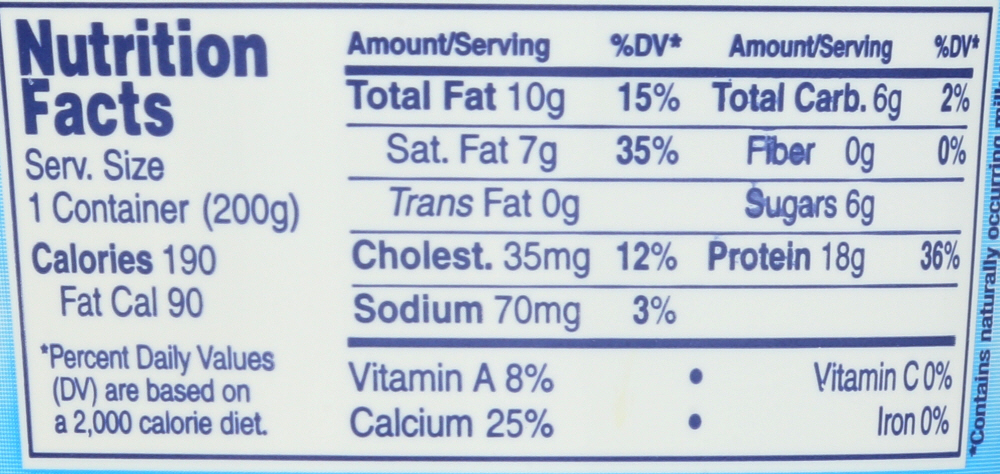 Nutrition
Facts
Serv. Size
1 Container (200g)
Calories 190
Fat Cal 90
*Percent Daily Values
(DV) are based on
a 2,000 calorie diet.
Amount/Serving %DV* Amount/Serving %DV*
Total Fat 10g 15% Total Carb. 6g 2%
Sat. Fat 7g 35% Fiber 0g 0%
Trans Fat 0g Sugars 6g
Cholest. 35mg 12% Protein 18g 36%
Sodium 70mg 3%
Vitamin A 8% • Vitamin C 0%
Calcium 25% • Iron 0%
*Contains naturally occurring